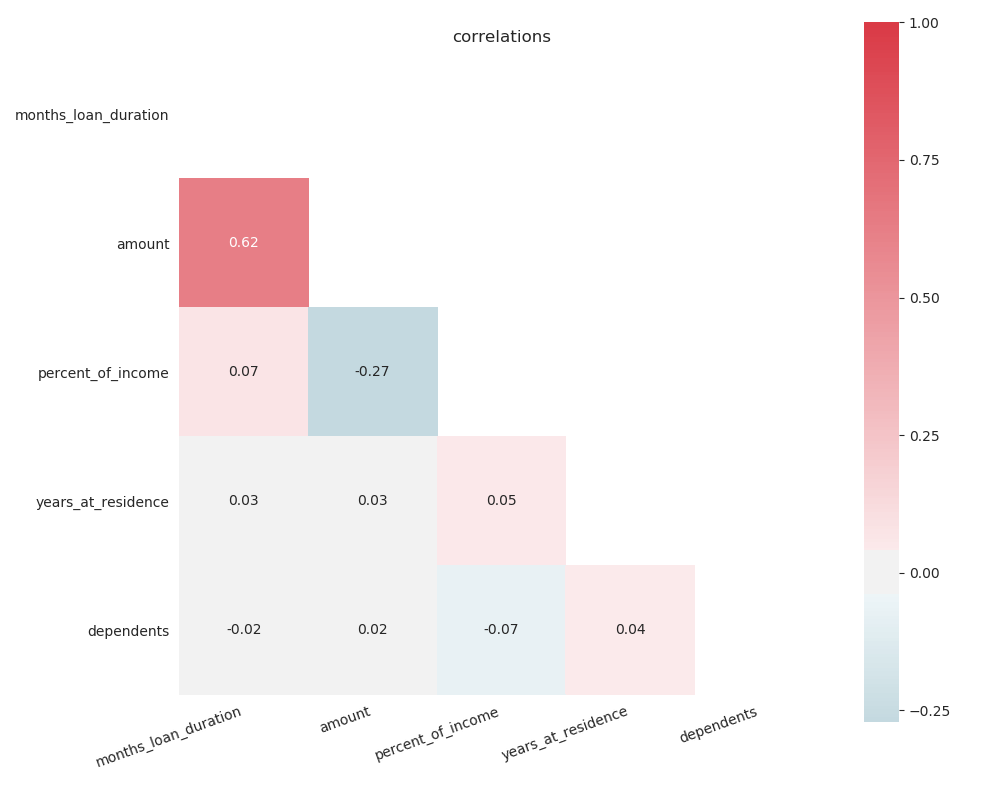 correlations
months_loan_duration
amount
0.62
percent_of_income
0.07
-0.27
years_at_residence
0.03
0.03
0.05
dependents
-0.02
0.02
-0.07
0.04
months_loan_duration
amount
percent_of_income
years_at_residence
dependents
1.00
0.75
0.50
0.25
0.00
−0.25